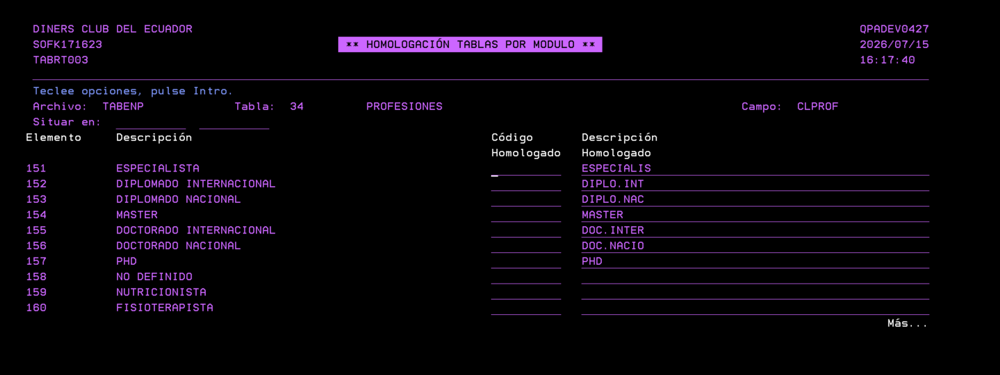 DINERS CLUB DEL ECUADOR QPADEV0427
SOFK171623 ** HOMOLOGACIÓN TABLAS POR MODULO ** 2026/07/15
TABRT003 16:17:40
Teclee opciones, pulse Intro.
Archivo: TABENP Tabla: 34 PROFESIONES Campo: CLPROF
Situar en:
Elemento Descripción Código Descripción
Homologado Homologado
151 ESPECIALISTA ESPECIALIS
152 DIPLOMADO INTERNACIONAL DIPLO.INT
153 DIPLOMADO NACIONAL DIPLO.NAC
154 MASTER MASTER
155 DOCTORADO INTERNACIONAL DOC.INTER
156 DOCTORADO NACIONAL DOC.NACIO
157 PHD PHD
158 NO DEFINIDO
159 NUTRICIONISTA
160 FISIOTERAPISTA
Más...